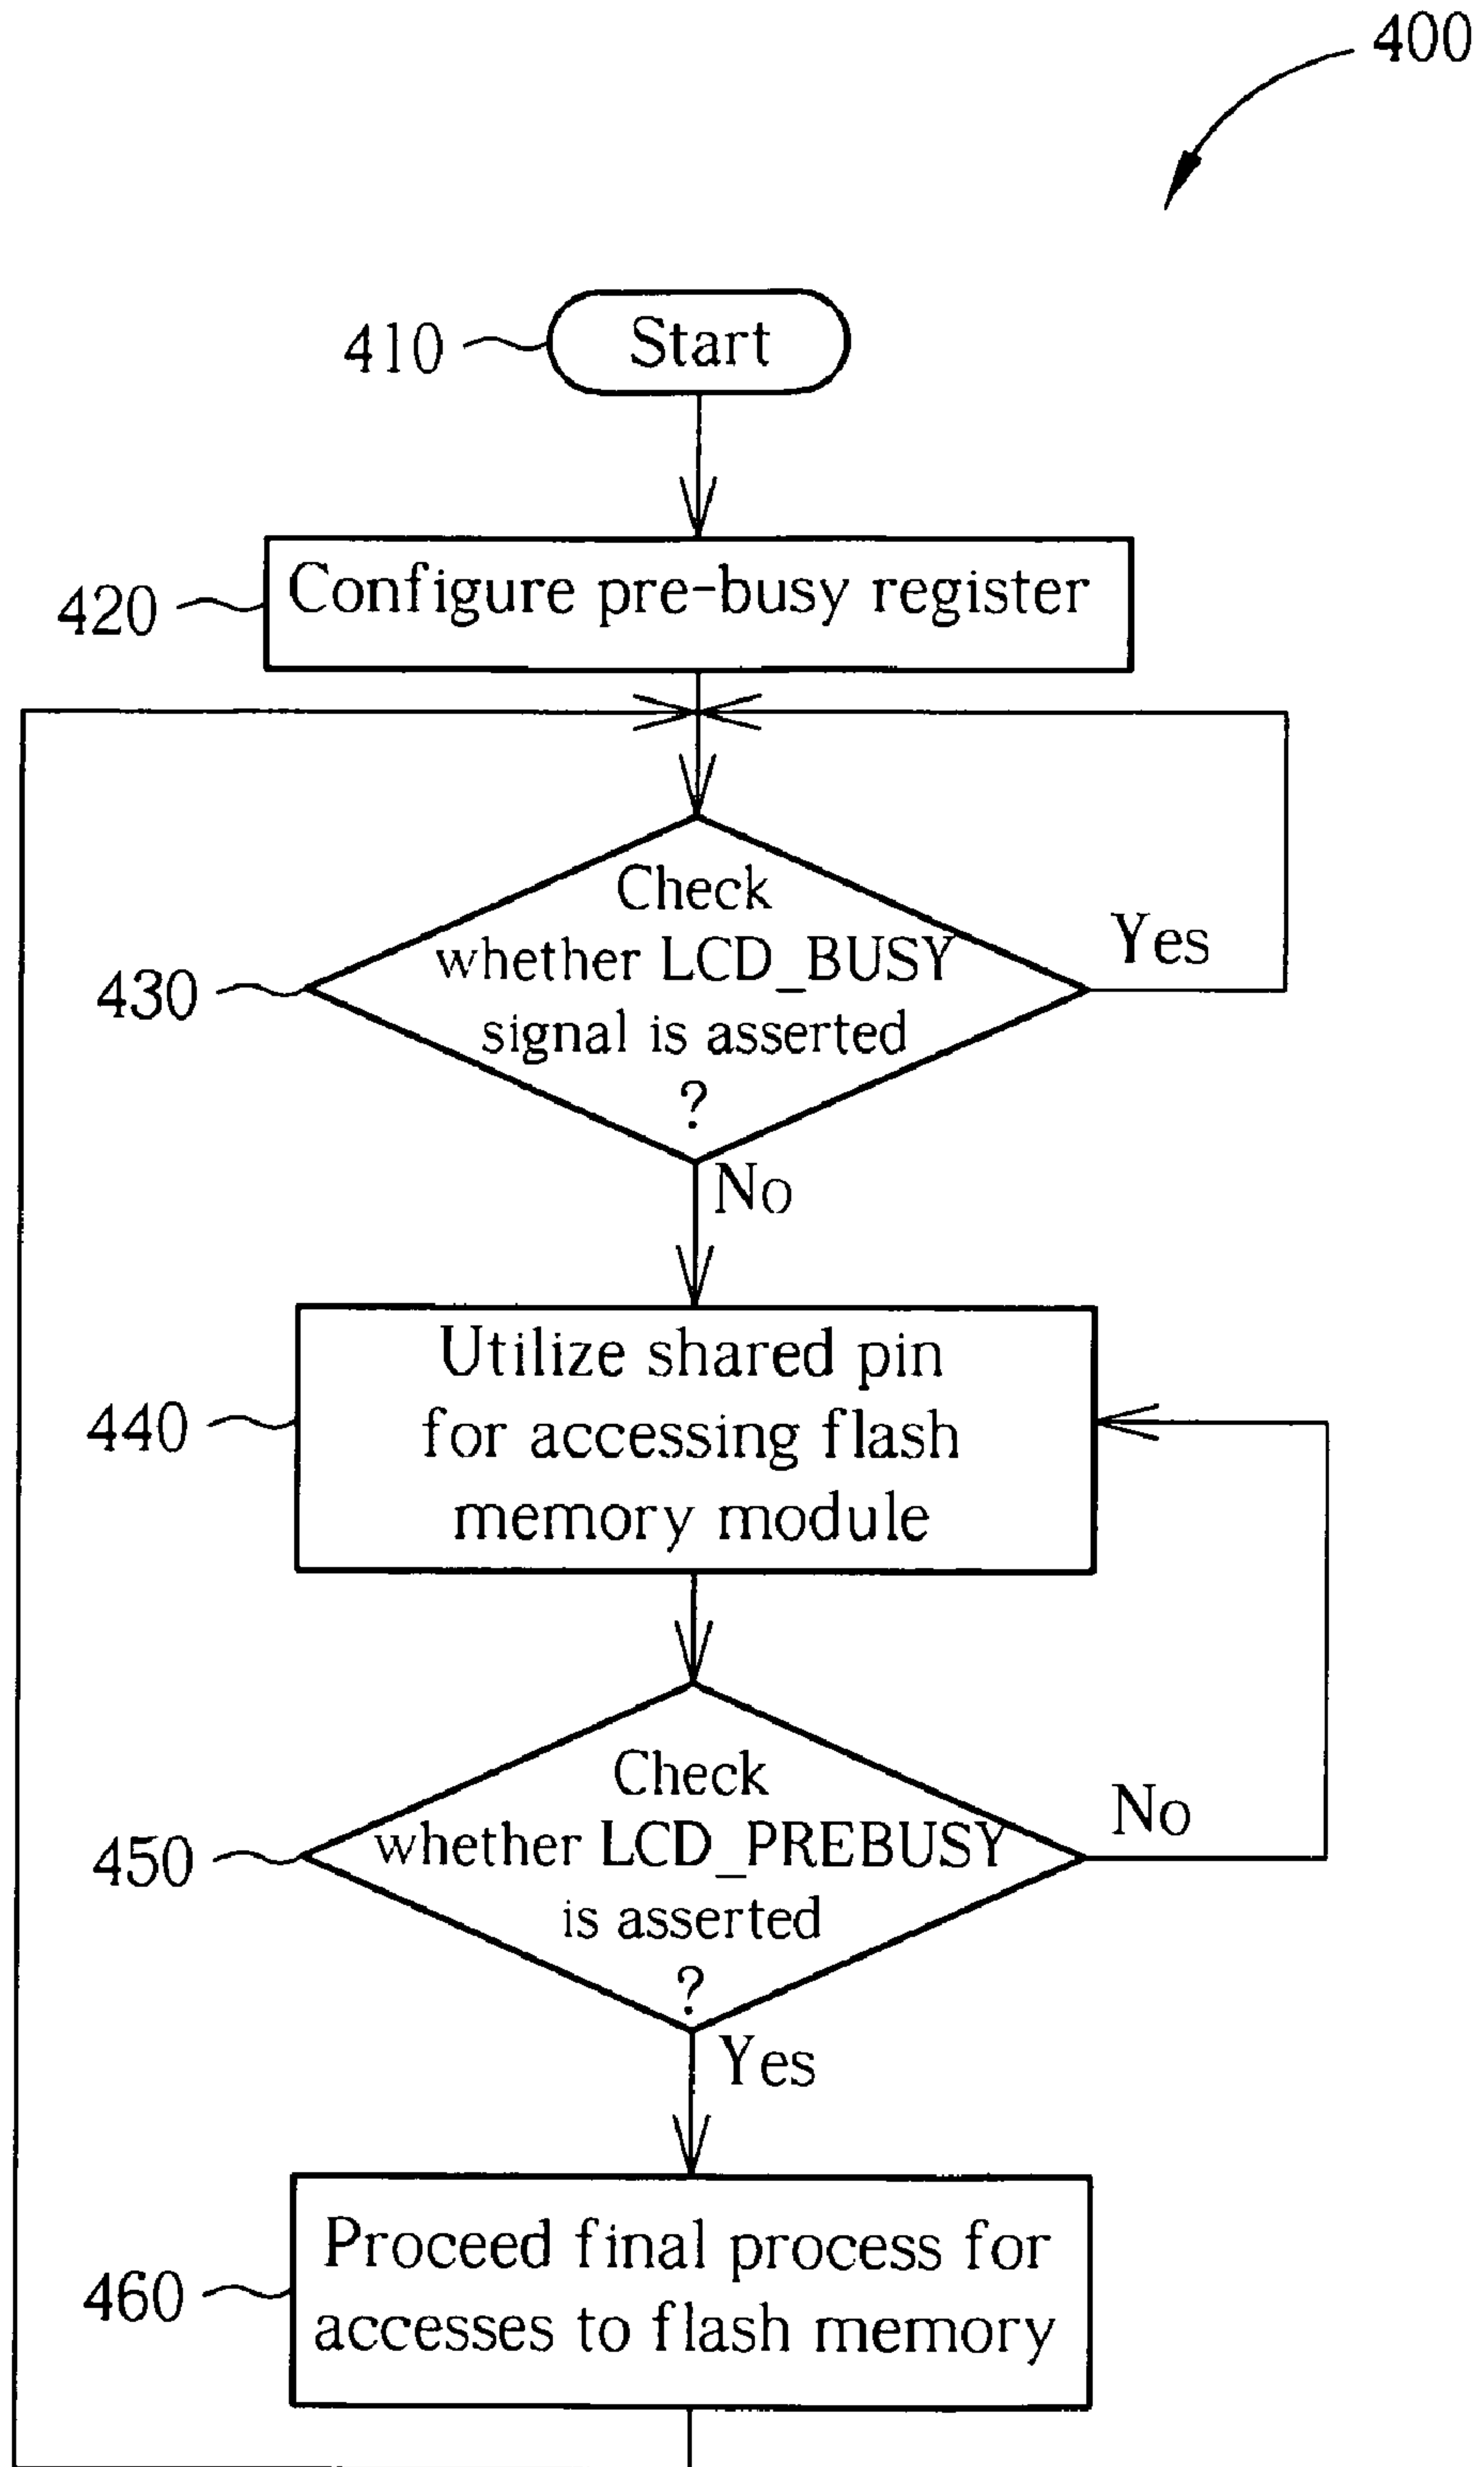 400
410
Start
420
Configure pre-busy register
Check
whether LCD_BUSY
signal is asserted
?
430
Yes
No
Utilize shared pin
for accessing flash
memory module
440
Check
whether LCD_PREBUSY
is asserted
?
450
No
Yes
Proceed final process for
accesses to flash memory
460